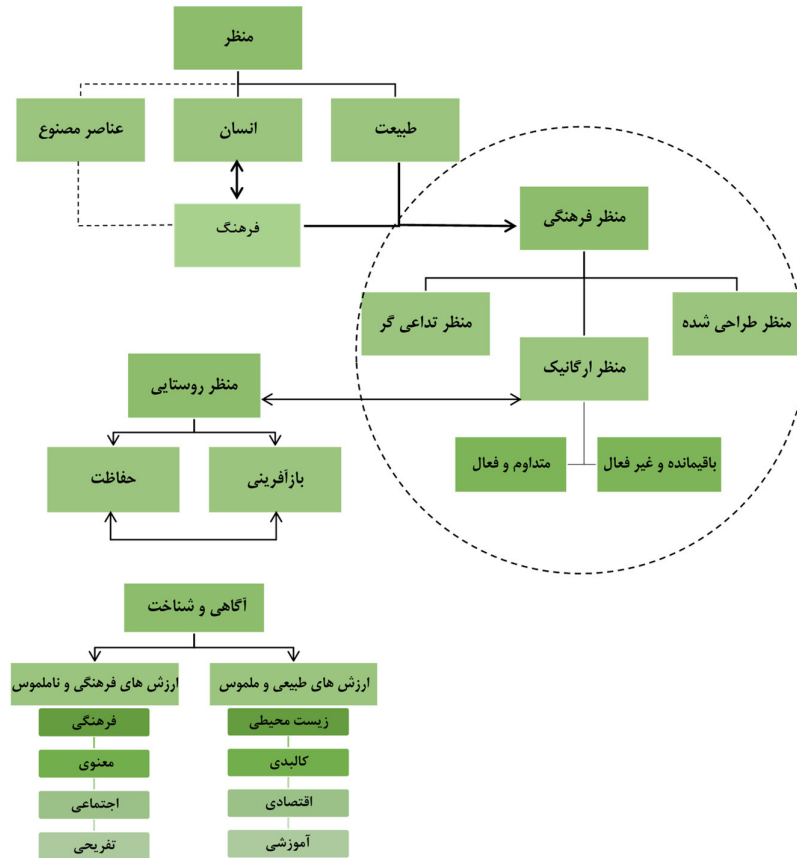 منظر
طبیعت
انسان
عناصر مصنوع
فرهنگ
منظر فرهنگی
منظر طراحی شده
منظر تداعی گر
منظر ارگانیک
باقیمانده و غیر فعال
متداوم و فعال
منظر روستایی
بازآفرینی
حفاظت
آگاهی و شناخت
ارزش های طبیعی و ملموس
ارزش های فرهنگی و ناملموس
زیست محیطی
فرهنگی
کالبدی
معنوی
اقتصادی
اجتماعی
آموزشی
تفریحی